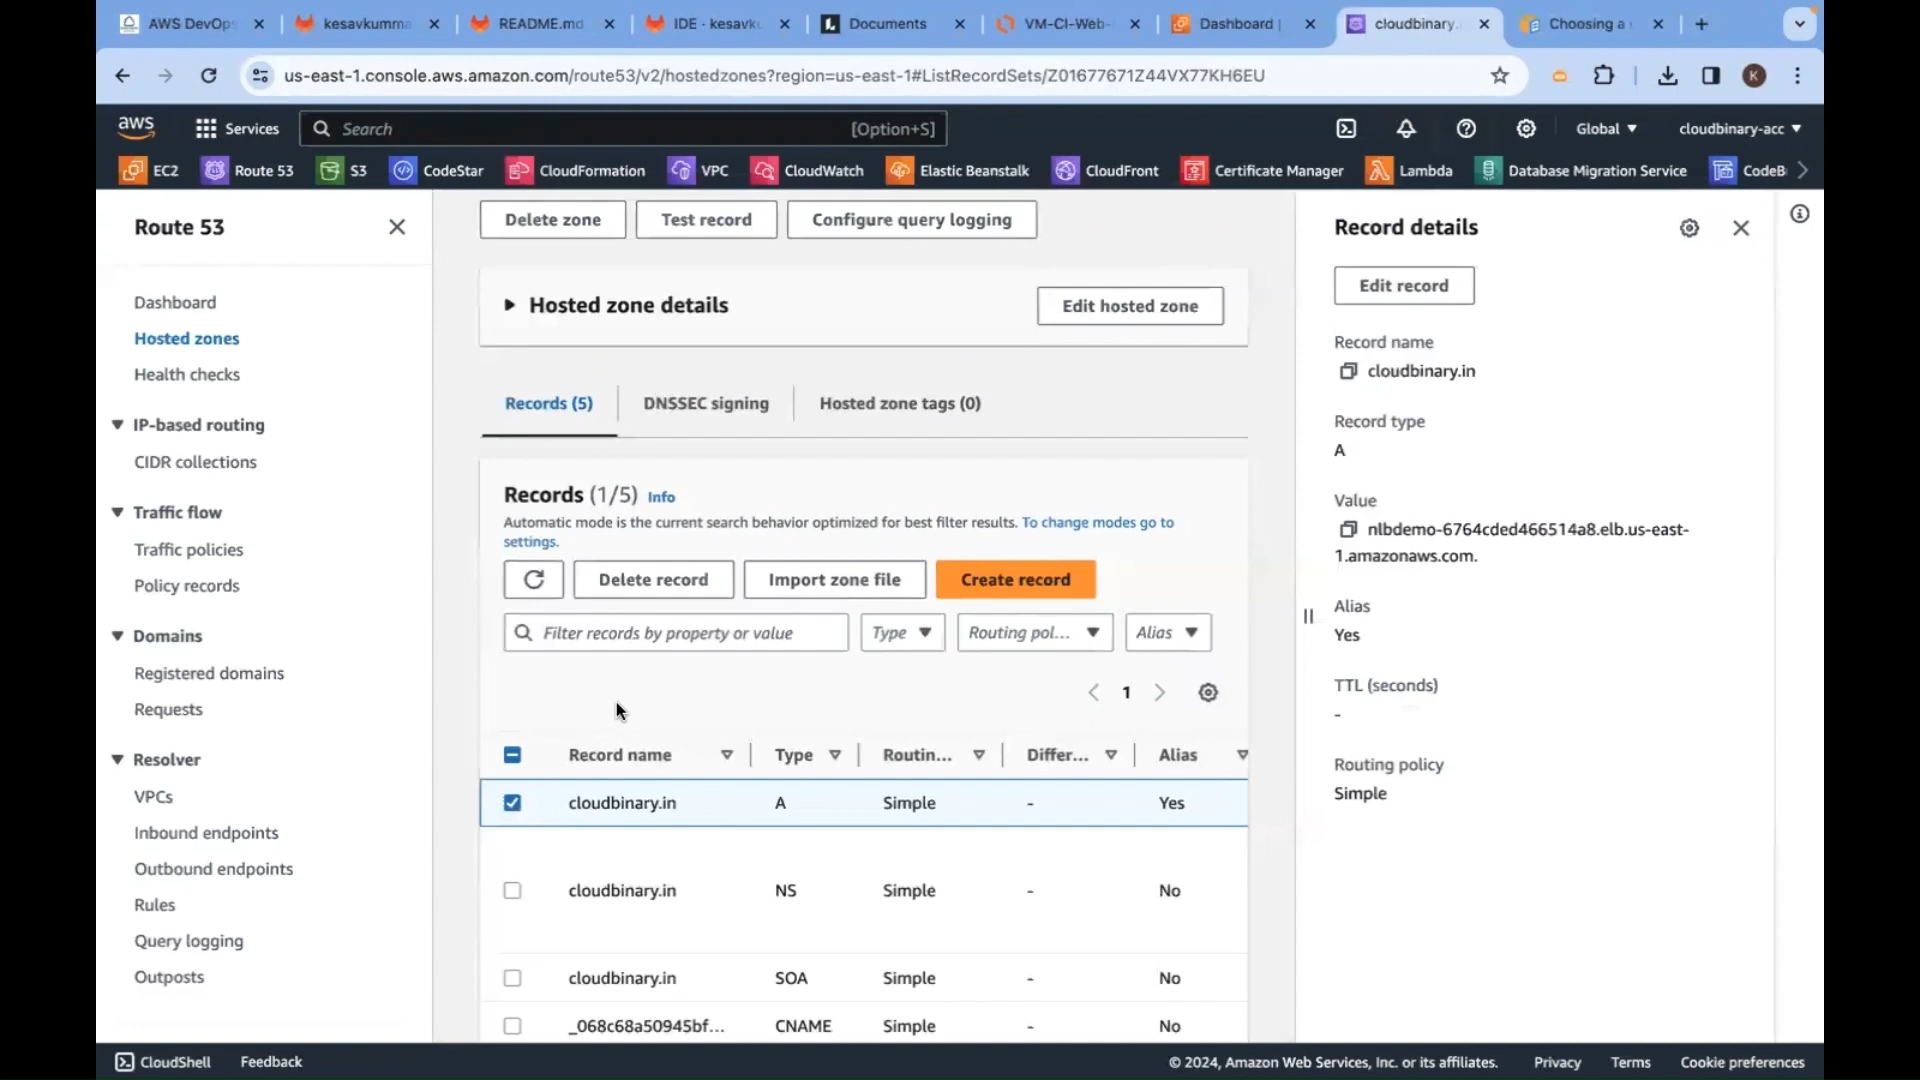 AWS DevOps
kesavkumma
README.md
IDE - kesavku
Documents
VM-CI-Web-
Dashboard |
cloudbinary.
Choosing a
us-east-1.console.aws.amazon.com/route53/v2/hostedzones?region=us-east-1#ListRecordSets/Z01677671Z44VX77KH6EU
K
aws
Services
Search
[Option+S]
Global
cloudbinary-acc
EC2
Route 53
S3
CodeStar
CloudFormation
VPC
CloudWatch
Elastic Beanstalk
CloudFront
Certificate Manager
Lambda
Database Migration Service
CodeB
Route 53
Dashboard
Hosted zones
Health checks
IP-based routing
CIDR collections
Traffic flow
Traffic policies
Policy records
Domains
Registered domains
Requests
Resolver
VPCs
Inbound endpoints
Outbound endpoints
Rules
Query logging
Outposts
Delete zone
Test record
Configure query logging
Hosted zone details
Edit hosted zone
Records (5)
DNSSEC signing
Hosted zone tags (0)
Records (1/5) Info
Automatic mode is the current search behavior optimized for best filter results. To change modes go to
settings.
Delete record
Import zone file
Create record
Filter records by property or value
Type
Routing pol...
Alias
1
Record name Type Routin... Differ... Alias
cloudbinary.in A Simple - Yes
cloudbinary.in NS Simple - No
cloudbinary.in SOA Simple - No
_068c68a50945bf... CNAME Simple - No
Record details
Edit record
Record name
cloudbinary.in
Record type
A
Value
nlbdemo-6764cded466514a8.elb.us-east-
1.amazonaws.com.
Alias
Yes
TTL (seconds)
-
Routing policy
Simple
CloudShell
Feedback
© 2024, Amazon Web Services, Inc. or its affiliates.
Privacy
Terms
Cookie preferences